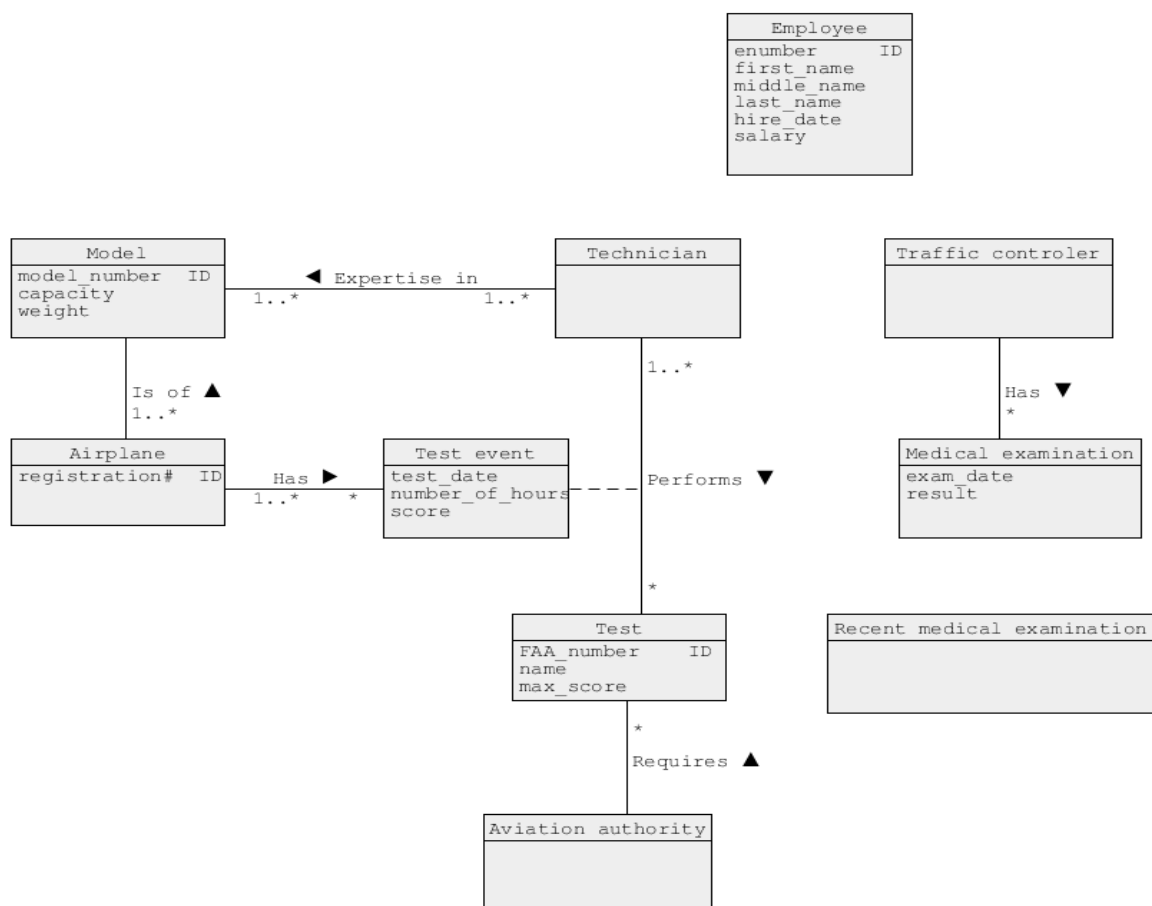 Employee
enumber ID
first_name
middle_name
last_name
hire_date
salary
Model
model_number ID
capacity
weight
◀ Expertise in
1..* 1..*
Technician
Traffic controler
Is of ▲
1..*
1..*
Performs ▼
*
Has ▼
*
Airplane
registration# ID
Has ▶
1..* *
Test event
test_date
number_of_hours
score
Medical examination
exam_date
result
Test
FAA_number ID
name
max_score
Recent medical examination
*
Requires ▲
Aviation authority